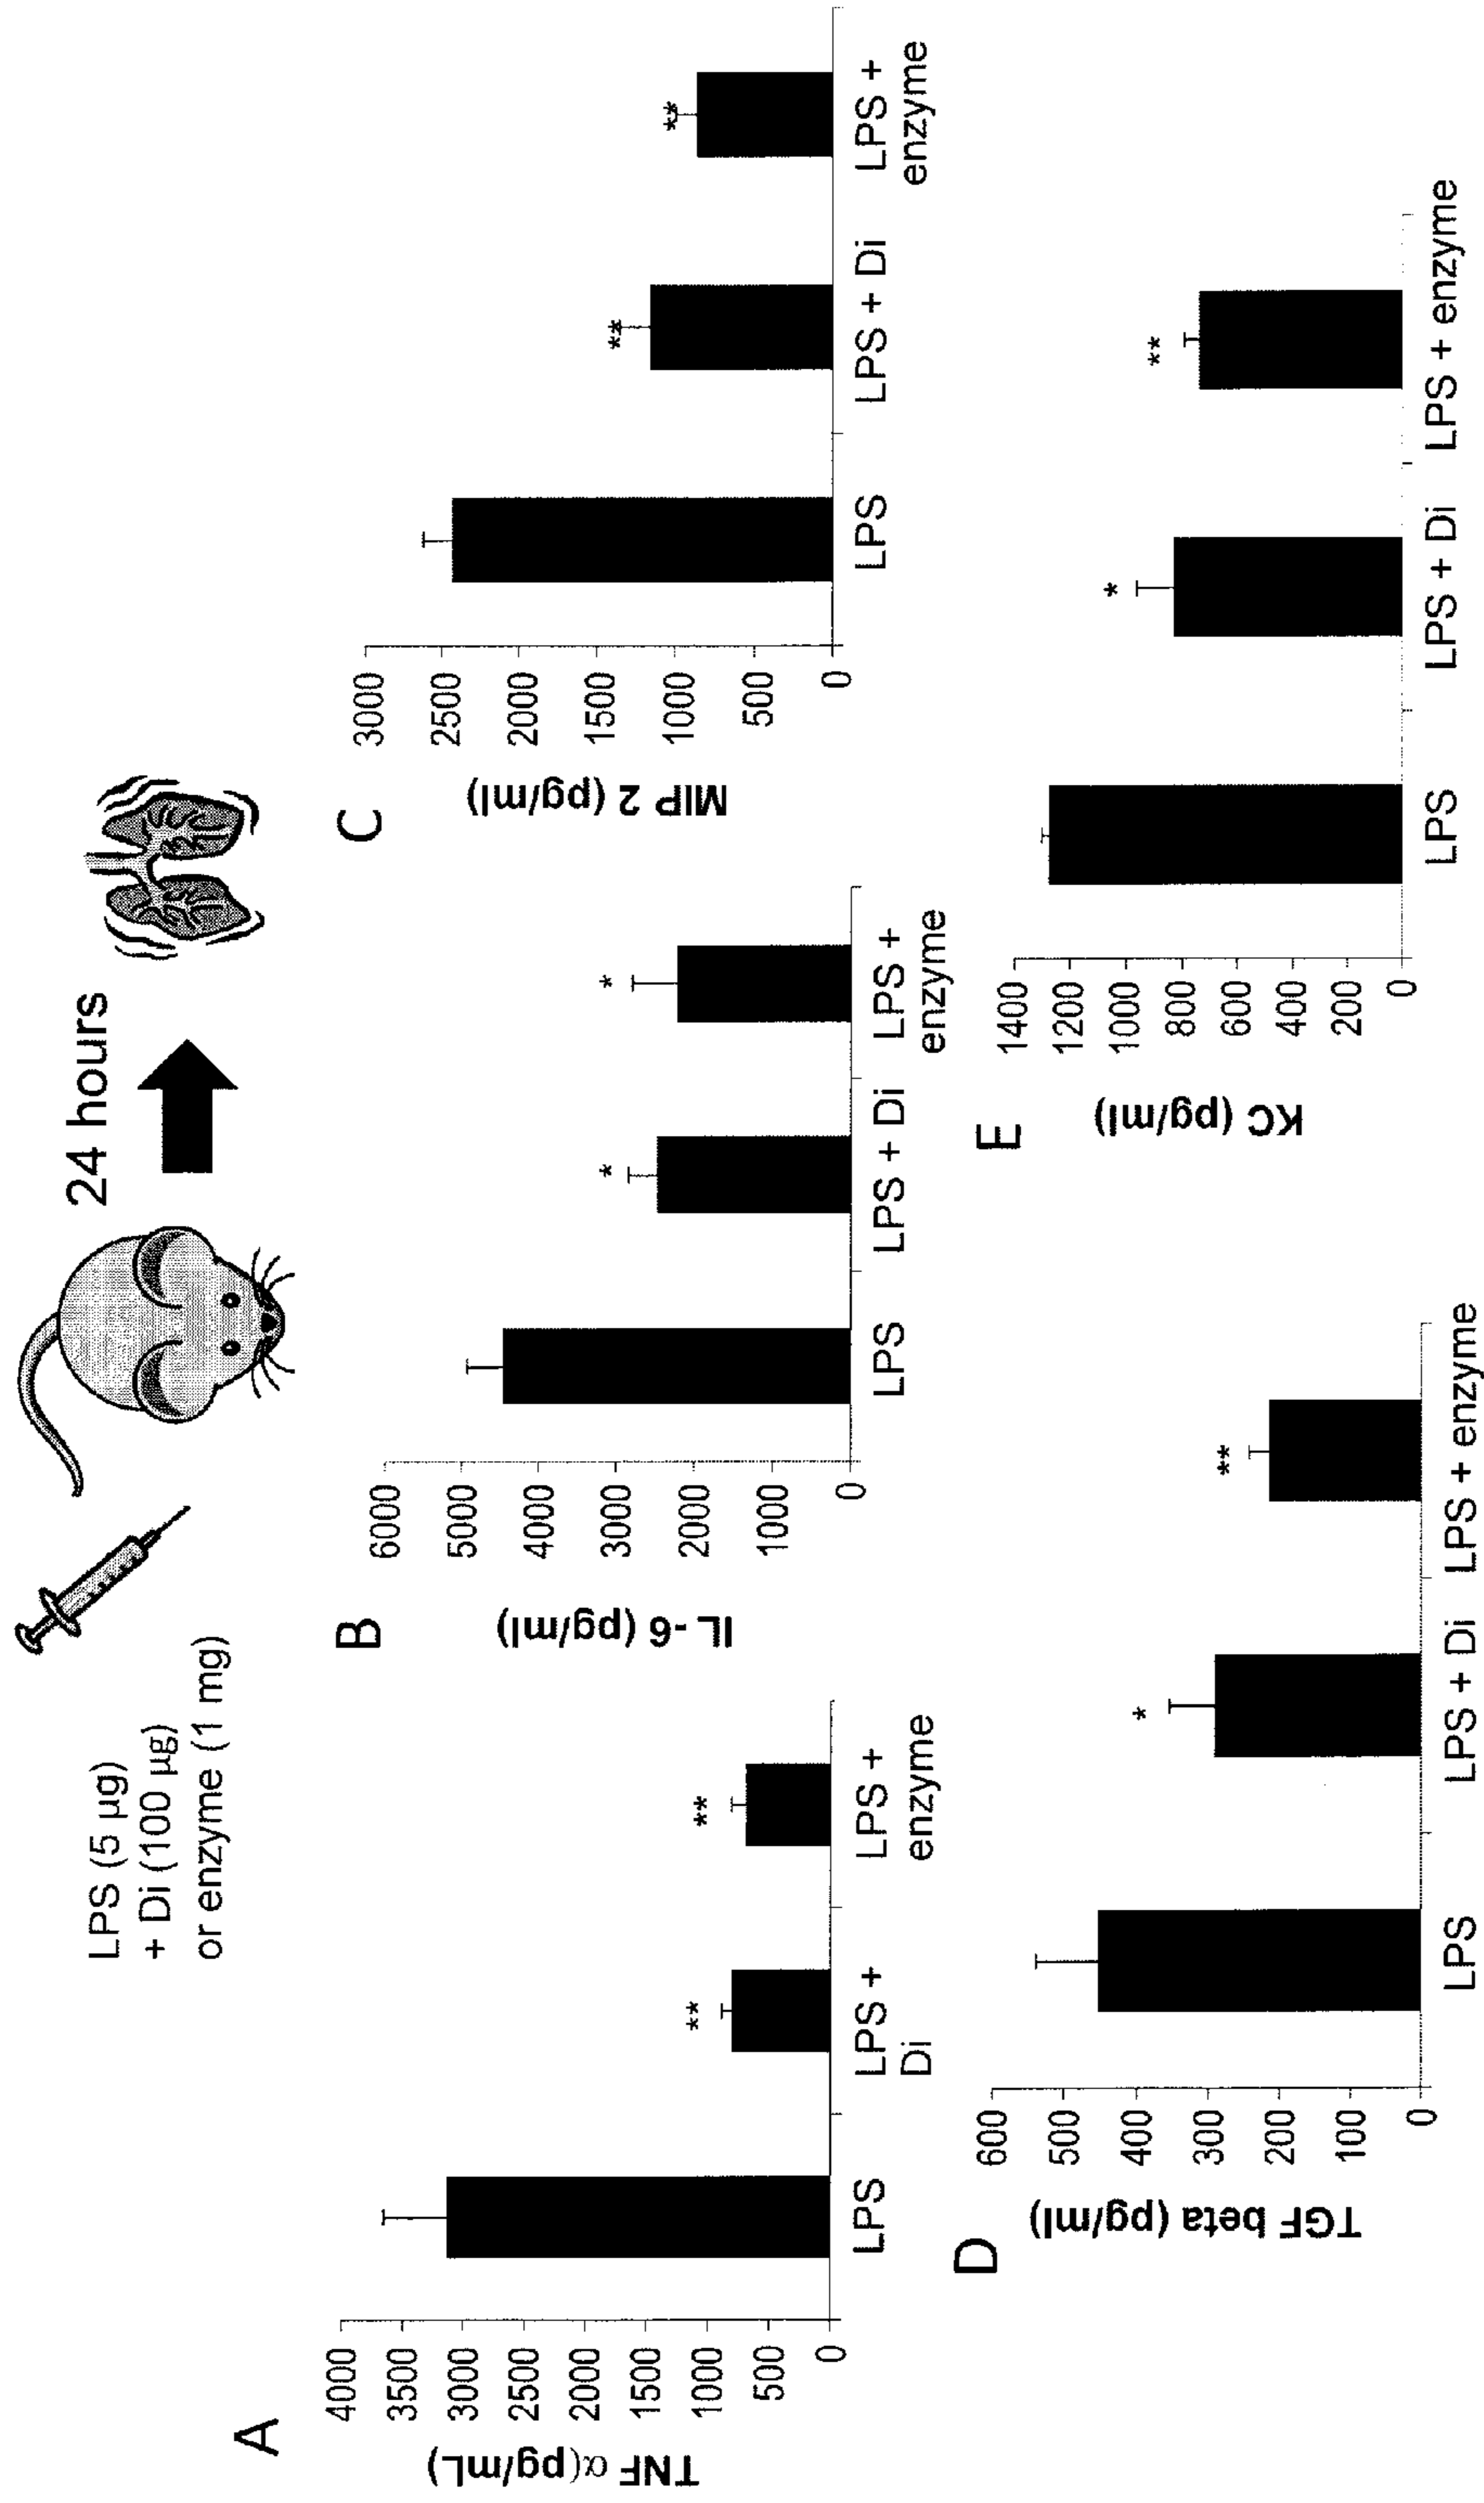 LPS (5 µg)
+ Di (100 µg)
or enzyme (1 mg)
24 hours
A
TNF α(pg/mL)
4000
3500
3000
2500
2000
1500
1000
500
0
**
**
LPS
LPS +
Di
LPS +
enzyme
B
IL -6 (pg/ml)
6000
5000
4000
3000
2000
1000
0
*
*
LPS
LPS + Di
LPS +
enzyme
C
MIP 2 (pg/ml)
3000
2500
2000
1500
1000
500
0
**
**
LPS
LPS + Di
LPS +
enzyme
D
TGF beta (pg/ml)
600
500
400
300
200
100
0
*
**
LPS
LPS + Di
LPS + enzyme
E
KC (pg/ml)
1400
1200
1000
800
600
400
200
0
*
**
LPS
LPS + Di
LPS + enzyme